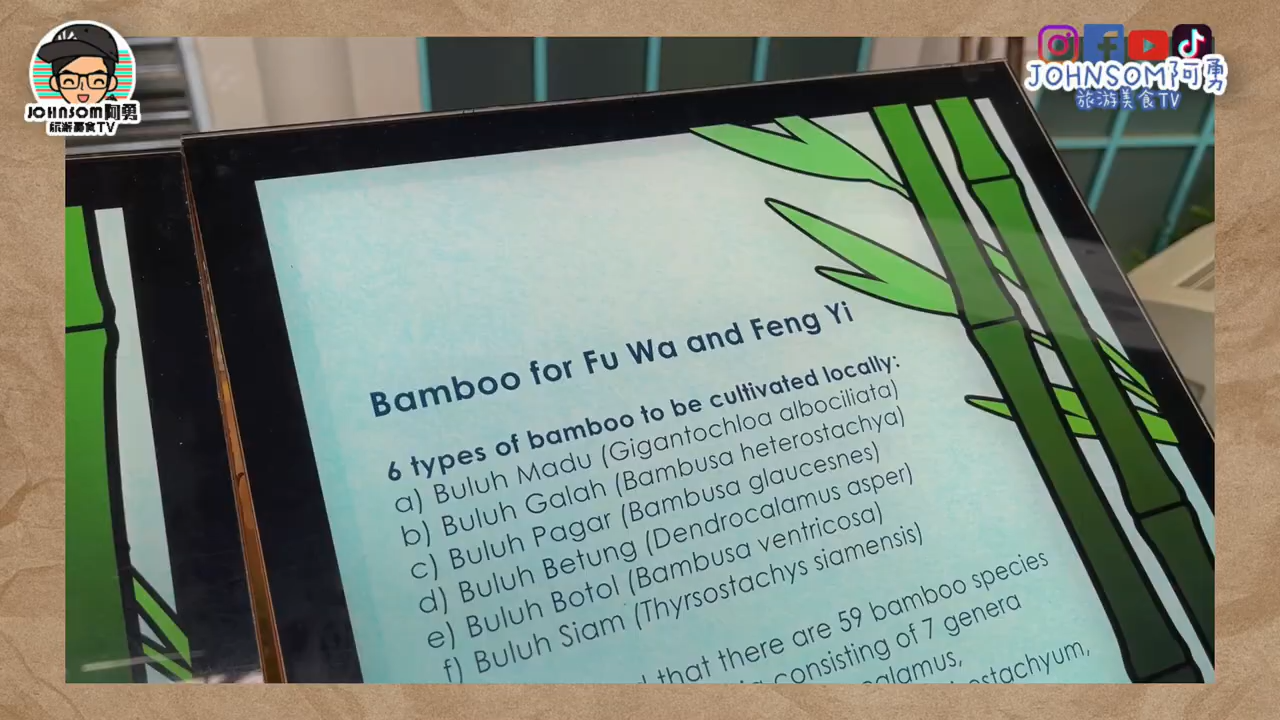 JOHNSOM阿勇
旅游美食TV
JOHNSOM阿勇
旅游美食TV
Bamboo for Fu Wa and Feng Yi
6 types of bamboo to be cultivated locally:
a) Buluh Madu (Gigantochloa albociliata)
b) Buluh Galah (Bambusa heterostachya)
c) Buluh Pagar (Bambusa glaucesnes)
d) Buluh Betung (Dendrocalamus asper)
e) Buluh Botol (Bambusa ventricosa)
f) Buluh Siam (Thyrsostachys siamensis)
that there are 59 bamboo species
consisting of 7 genera